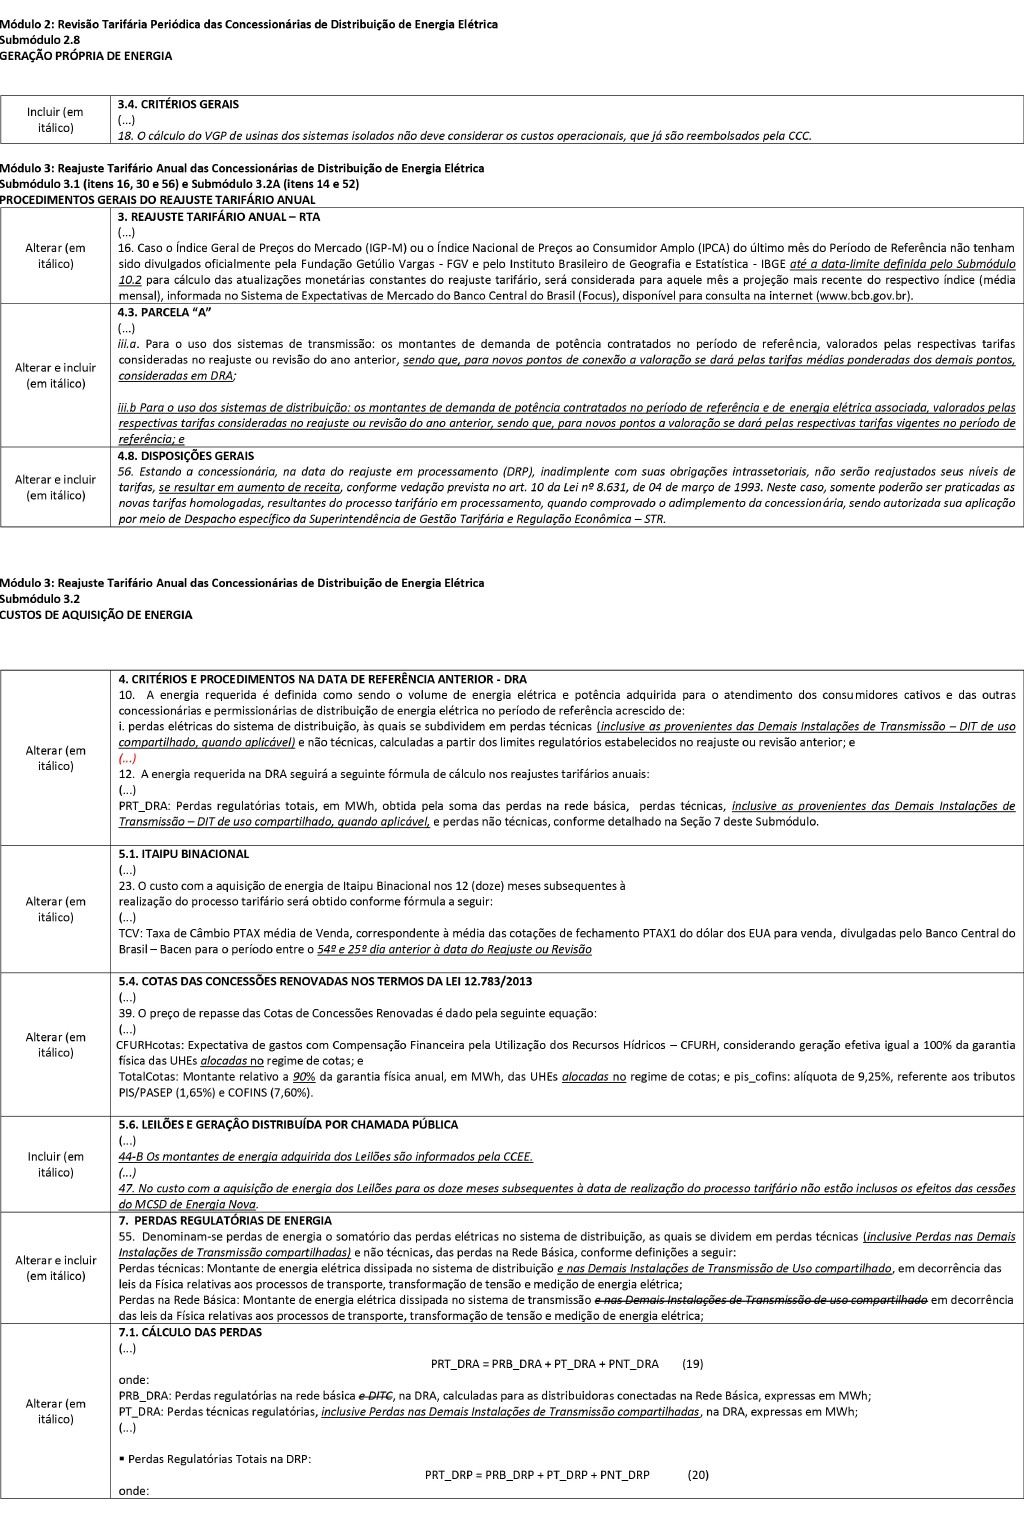 Módulo 2: Revisão Tarifária Periódica das Concessionárias de Distribuição de Energia Elétrica
Submódulo 2.8
GERAÇÃO PRÓPRIA DE ENERGIA
Incluir (em
itálico)
3.4. CRITÉRIOS GERAIS
(...)
18. O cálculo do VGP de usinas dos sistemas isolados não deve considerar os custos operacionais, que já são reembolsados pela CCC.
Módulo 3: Reajuste Tarifário Anual das Concessionárias de Distribuição de Energia Elétrica
Submódulo 3.1 (itens 16, 30 e 56) e Submódulo 3.2A (itens 14 e 52)
PROCEDIMENTOS GERAIS DO REAJUSTE TARIFÁRIO ANUAL
Alterar (em
itálico)
3. REAJUSTE TARIFÁRIO ANUAL – RTA
(...)
16. Caso o Índice Geral de Preços do Mercado (IGP-M) ou o Índice Nacional de Preços ao Consumidor Amplo (IPCA) do último mês do Período de Referência não tenham
sido divulgados oficialmente pela Fundação Getúlio Vargas - FGV e pelo Instituto Brasileiro de Geografia e Estatística - IBGE até a data-limite definida pelo Submódulo
10.2 para cálculo das atualizações monetárias constantes do reajuste tarifário, será considerada para aquele mês a projeção mais recente do respectivo índice (média
mensal), informada no Sistema de Expectativas de Mercado do Banco Central do Brasil (Focus), disponível para consulta na internet (www.bcb.gov.br).
Alterar e incluir
(em itálico)
4.3. PARCELA “A”
(...)
iii.a. Para o uso dos sistemas de transmissão: os montantes de demanda de potência contratados no período de referência, valorados pelas respectivas tarifas
consideradas no reajuste ou revisão do ano anterior, sendo que, para novos pontos de conexão a valoração se dará pelas tarifas médias ponderadas dos demais pontos,
consideradas em DRA;
iii.b Para o uso dos sistemas de distribuição: os montantes de demanda de potência contratados no período de referência e de energia elétrica associada, valorados pelas
respectivas tarifas consideradas no reajuste ou revisão do ano anterior, sendo que, para novos pontos a valoração se dará pelas respectivas tarifas vigentes no período de
referência; e
Alterar e incluir
(em itálico)
4.8. DISPOSIÇÕES GERAIS
56. Estando a concessionária, na data do reajuste em processamento (DRP), inadimplente com suas obrigações intrassetoriais, não serão reajustados seus níveis de
tarifas, se resultar em aumento de receita, conforme vedação prevista no art. 10 da Lei nº 8.631, de 04 de março de 1993. Neste caso, somente poderão ser praticadas as
novas tarifas homologadas, resultantes do processo tarifário em processamento, quando comprovado o adimplemento da concessionária, sendo autorizada sua aplicação
por meio de Despacho específico da Superintendência de Gestão Tarifária e Regulação Econômica – STR.
Módulo 3: Reajuste Tarifário Anual das Concessionárias de Distribuição de Energia Elétrica
Submódulo 3.2
CUSTOS DE AQUISIÇÃO DE ENERGIA
Alterar (em
itálico)
4. CRITÉRIOS E PROCEDIMENTOS NA DATA DE REFERÊNCIA ANTERIOR - DRA
10. A energia requerida é definida como sendo o volume de energia elétrica e potência adquirida para o atendimento dos consumidores cativos e das outras
concessionárias e permissionárias de distribuição de energia elétrica no período de referência acrescido de:
i. perdas elétricas do sistema de distribuição, às quais se subdividem em perdas técnicas (inclusive as provenientes das Demais Instalações de Transmissão – DIT de uso
compartilhado, quando aplicável) e não técnicas, calculadas a partir dos limites regulatórios estabelecidos no reajuste ou revisão anterior; e
(...)
12. A energia requerida na DRA seguirá a seguinte fórmula de cálculo nos reajustes tarifários anuais:
(...)
PRT_DRA: Perdas regulatórias totais, em MWh, obtida pela soma das perdas na rede básica, perdas técnicas, inclusive as provenientes das Demais Instalações de
Transmissão – DIT de uso compartilhado, quando aplicável, e perdas não técnicas, conforme detalhado na Seção 7 deste Submódulo.
Alterar (em
itálico)
5.1. ITAIPU BINACIONAL
(...)
23. O custo com a aquisição de energia de Itaipu Binacional nos 12 (doze) meses subsequentes à
realização do processo tarifário será obtido conforme fórmula a seguir:
(...)
TCV: Taxa de Câmbio PTAX média de Venda, correspondente à média das cotações de fechamento PTAX1 do dólar dos EUA para venda, divulgadas pelo Banco Central do
Brasil – Bacen para o período entre o 54º e 25º dia anterior à data do Reajuste ou Revisão
Alterar (em
itálico)
5.4. COTAS DAS CONCESSÕES RENOVADAS NOS TERMOS DA LEI 12.783/2013
(...)
39. O preço de repasse das Cotas de Concessões Renovadas é dado pela seguinte equação:
(...)
CFURHcotas: Expectativa de gastos com Compensação Financeira pela Utilização dos Recursos Hídricos – CFURH, considerando geração efetiva igual a 100% da garantia
física das UHEs alocadas no regime de cotas; e
TotalCotas: Montante relativo a 90% da garantia física anual, em MWh, das UHEs alocadas no regime de cotas; e pis_cofins: alíquota de 9,25%, referente aos tributos
PIS/PASEP (1,65%) e COFINS (7,60%).
Incluir (em
itálico)
5.6. LEILÕES E GERAÇÂO DISTRIBUÍDA POR CHAMADA PÚBLICA
(...)
44-B Os montantes de energia adquirida dos Leilões são informados pela CCEE.
(...)
47. No custo com a aquisição de energia dos Leilões para os doze meses subsequentes à data de realização do processo tarifário não estão inclusos os efeitos das cessões
do MCSD de Energia Nova.
Alterar e incluir
(em itálico)
7. PERDAS REGULATÓRIAS DE ENERGIA
55. Denominam-se perdas de energia o somatório das perdas elétricas no sistema de distribuição, as quais se dividem em perdas técnicas (inclusive Perdas nas Demais
Instalações de Transmissão compartilhadas) e não técnicas, das perdas na Rede Básica, conforme definições a seguir:
Perdas técnicas: Montante de energia elétrica dissipada no sistema de distribuição e nas Demais Instalações de Transmissão de Uso compartilhado, em decorrência das
leis da Física relativas aos processos de transporte, transformação de tensão e medição de energia elétrica;
Perdas na Rede Básica: Montante de energia elétrica dissipada no sistema de transmissão e nas Demais Instalações de Transmissão de uso compartilhado em decorrência
das leis da Física relativas aos processos de transporte, transformação de tensão e medição de energia elétrica;
Alterar (em
itálico)
7.1. CÁLCULO DAS PERDAS
(...)
PRT_DRA = PRB_DRA + PT_DRA + PNT_DRA (19)
onde:
PRB_DRA: Perdas regulatórias na rede básica e DITC, na DRA, calculadas para as distribuidoras conectadas na Rede Básica, expressas em MWh;
PT_DRA: Perdas técnicas regulatórias, inclusive Perdas nas Demais Instalações de Transmissão compartilhadas, na DRA, expressas em MWh;
(...)
▪ Perdas Regulatórias Totais na DRP:
PRT_DRP = PRB_DRP + PT_DRP + PNT_DRP (20)
onde: